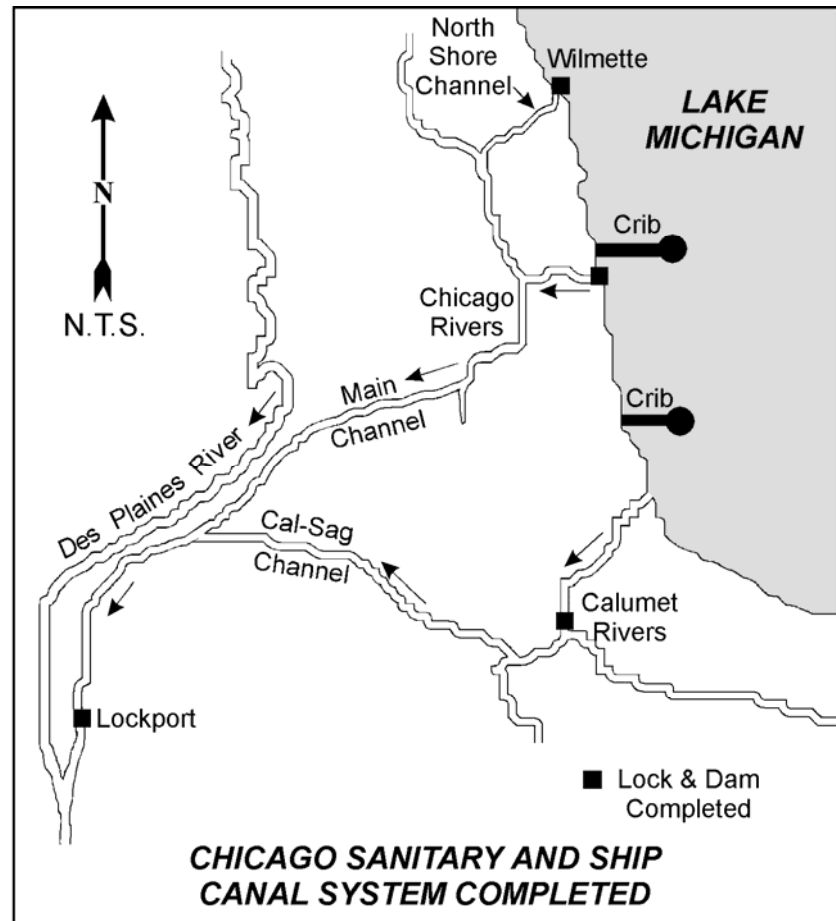 North
Shore
Channel
Wilmette
LAKE
MICHIGAN
N
N.T.S.
Crib
Chicago
Rivers
Main
Channel
Crib
Des Plaines River
Cal-Sag
Channel
Calumet
Rivers
Lockport
Lock & Dam
Completed
CHICAGO SANITARY AND SHIP
CANAL SYSTEM COMPLETED